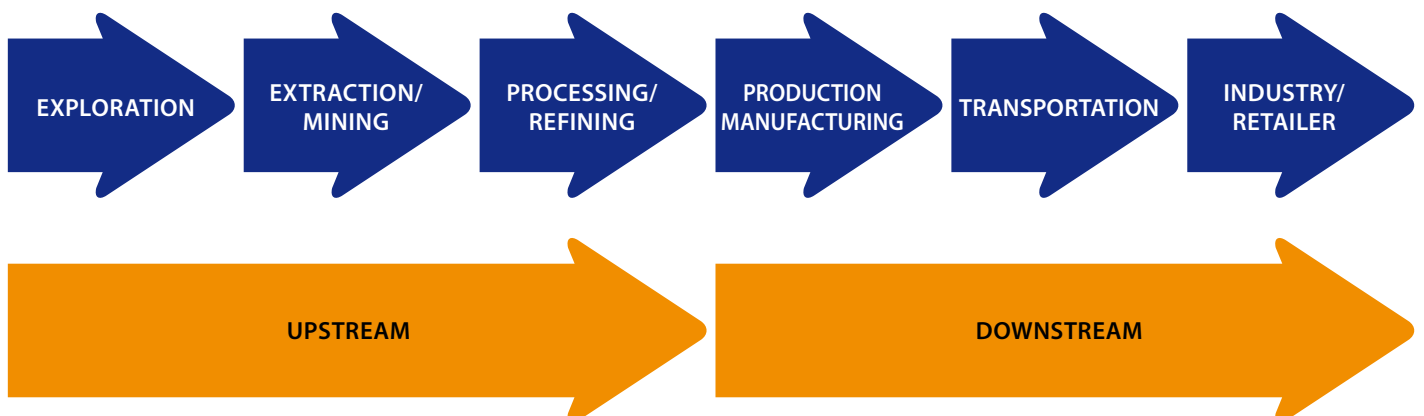 EXPLORATION
EXTRACTION/
MINING
PROCESSING/
REFINING
PRODUCTION
MANUFACTURING
TRANSPORTATION
INDUSTRY/
RETAILER
UPSTREAM
DOWNSTREAM